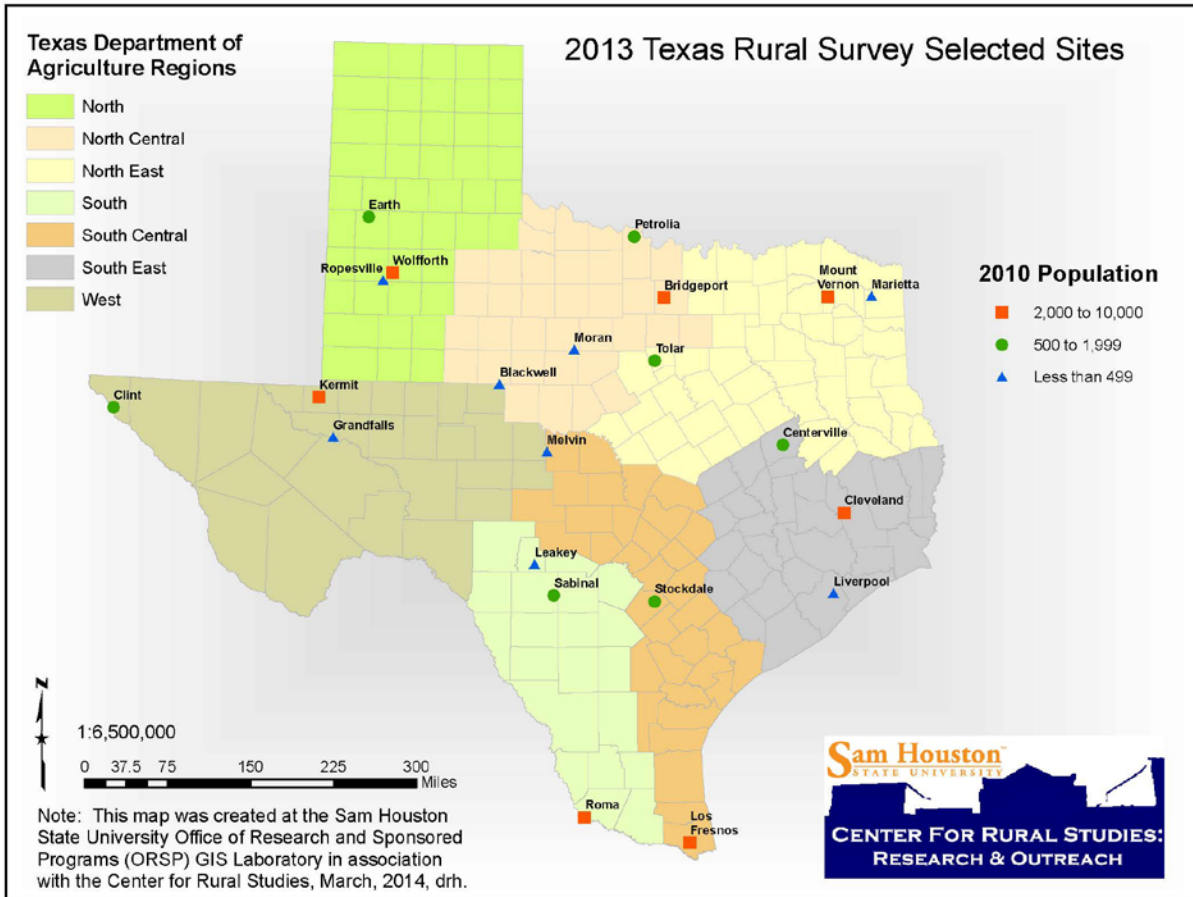 2013 Texas Rural Survey Selected Sites
Texas Department of
Agriculture Regions
North
North Central
North East
South
South Central
South East
West
Earth
Petrolia
Ropesville
Wolfforth
Bridgeport
Mount
Vernon
Marietta
Moran
Tolar
Blackwell
Kermit
Clint
Grandfalls
Melvin
Centerville
Cleveland
Leakey
Sabinal
Stockdale
Liverpool
Roma
Los
Fresnos
2010 Population
2,000 to 10,000
500 to 1,999
Less than 499
N
1:6,500,000
0 37.5 75 150 225 300
Miles
Note: This map was created at the Sam Houston
State University Office of Research and Sponsored
Programs (ORSP) GIS Laboratory in association
with the Center for Rural Studies, March, 2014, drh.
Sam Houston™
STATE UNIVERSITY
CENTER FOR RURAL STUDIES:
RESEARCH & OUTREACH